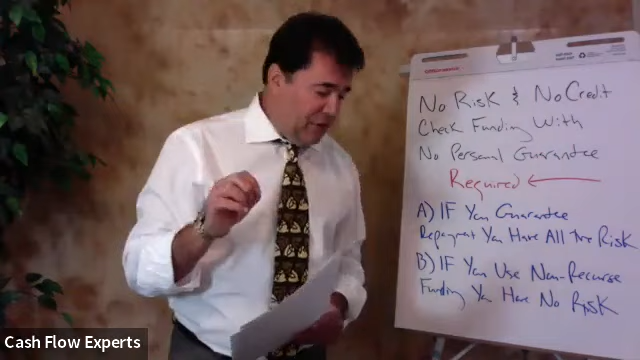 No Risk & No Credit
Check Funding With
No Personal Guarantee
Required
A) IF You Guarantee
Repayment You Have All The Risk
B) IF You Use Non-Recourse
Funding You Have No Risk
Cash Flow Experts